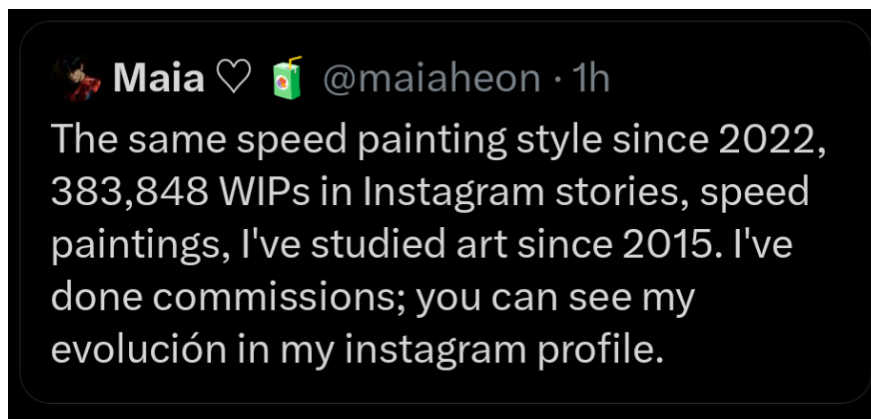 Maia ♡ 🧃 @maiaheon · 1h
The same speed painting style since 2022,
383,848 WIPs in Instagram stories, speed
paintings, I've studied art since 2015. I've
done commissions; you can see my
evolución in my instagram profile.